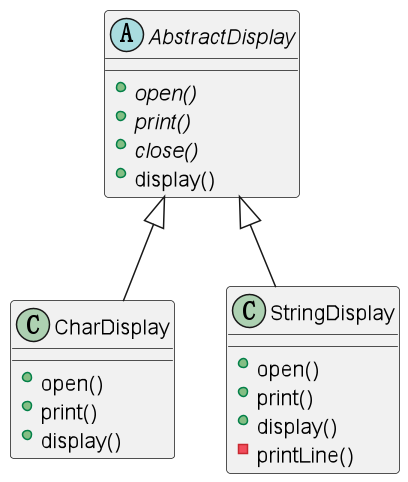 A AbstractDisplay
open()
print()
close()
display()
C CharDisplay
open()
print()
display()
C StringDisplay
open()
print()
display()
printLine()